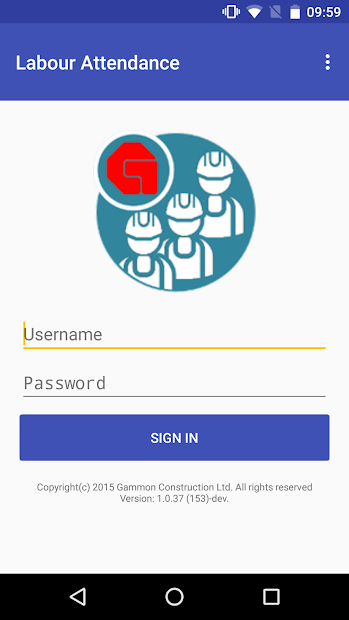 09:59
Labour Attendance
Username
Password
SIGN IN
Copyright(c) 2015 Gammon Construction Ltd. All rights reserved
Version: 1.0.37 (153)-dev.